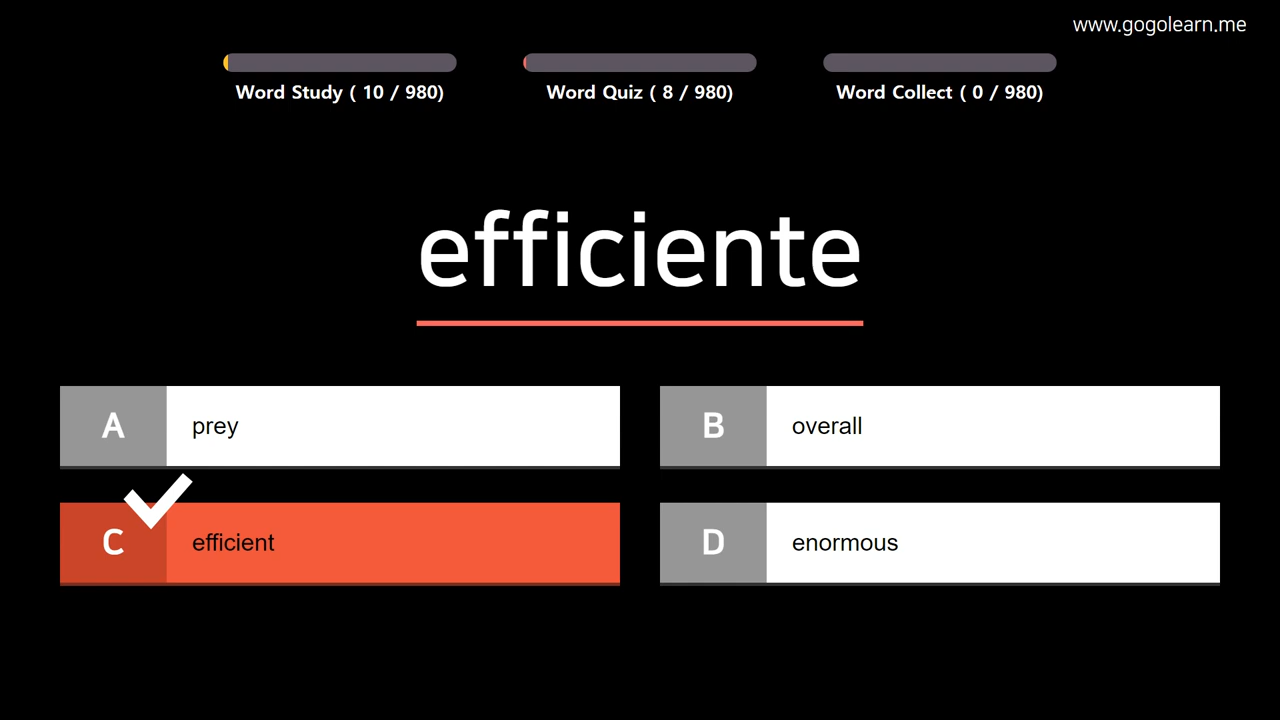 www.gogolearn.me
Word Study ( 10 / 980)
Word Quiz ( 8 / 980)
Word Collect ( 0 / 980)
efficiente
A prey
B overall
C efficient
D enormous